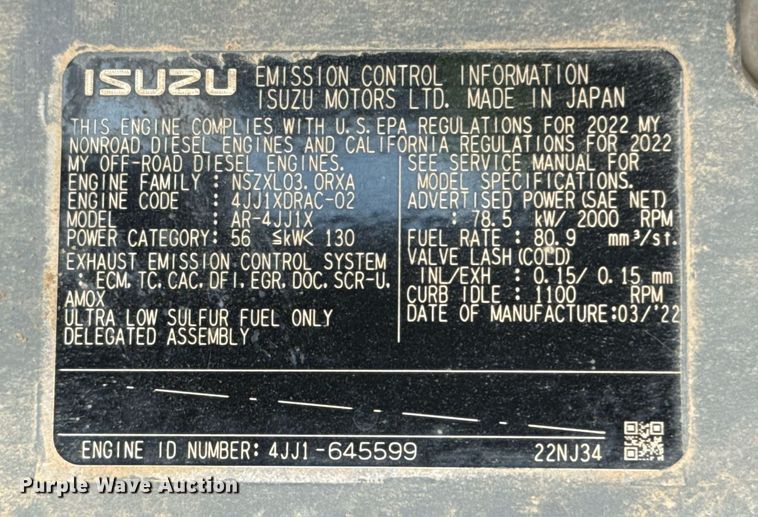 ISUZU EMISSION CONTROL INFORMATION
ISUZU MOTORS LTD. MADE IN JAPAN
THIS ENGINE COMPLIES WITH U.S. EPA REGULATIONS FOR 2022 MY
NONROAD DIESEL ENGINES AND CALIFORNIA REGULATIONS FOR 2022
MY OFF-ROAD DIESEL ENGINES.
ENGINE FAMILY : NSZXL03.0RXA
ENGINE CODE : 4JJ1XDRAC-02
MODEL : AR-4JJ1X
POWER CATEGORY: 56 ≦kW< 130
EXHAUST EMISSION CONTROL SYSTEM
: ECM, TC, CAC, DFI, EGR, DOC, SCR-U,
AMOX
ULTRA LOW SULFUR FUEL ONLY
DELEGATED ASSEMBLY
SEE SERVICE MANUAL FOR
MODEL SPECIFICATIONS.
ADVERTISED POWER(SAE NET)
: 78.5 kW/ 2000 RPM
FUEL RATE : 80.9 mm³/st.
VALVE LASH(COLD)
INL/EXH : 0.15/ 0.15 mm
CURB IDLE : 1100 RPM
DATE OF MANUFACTURE:03/'22
ENGINE ID NUMBER: 4JJ1-645599
22NJ34
Purple Wave Auction